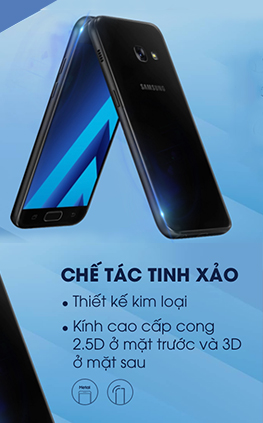 SAMSUNG
CHẾ TÁC TINH XẢO
• Thiết kế kim loại
• Kính cao cấp cong
2.5D ở mặt trước và 3D
ở mặt sau